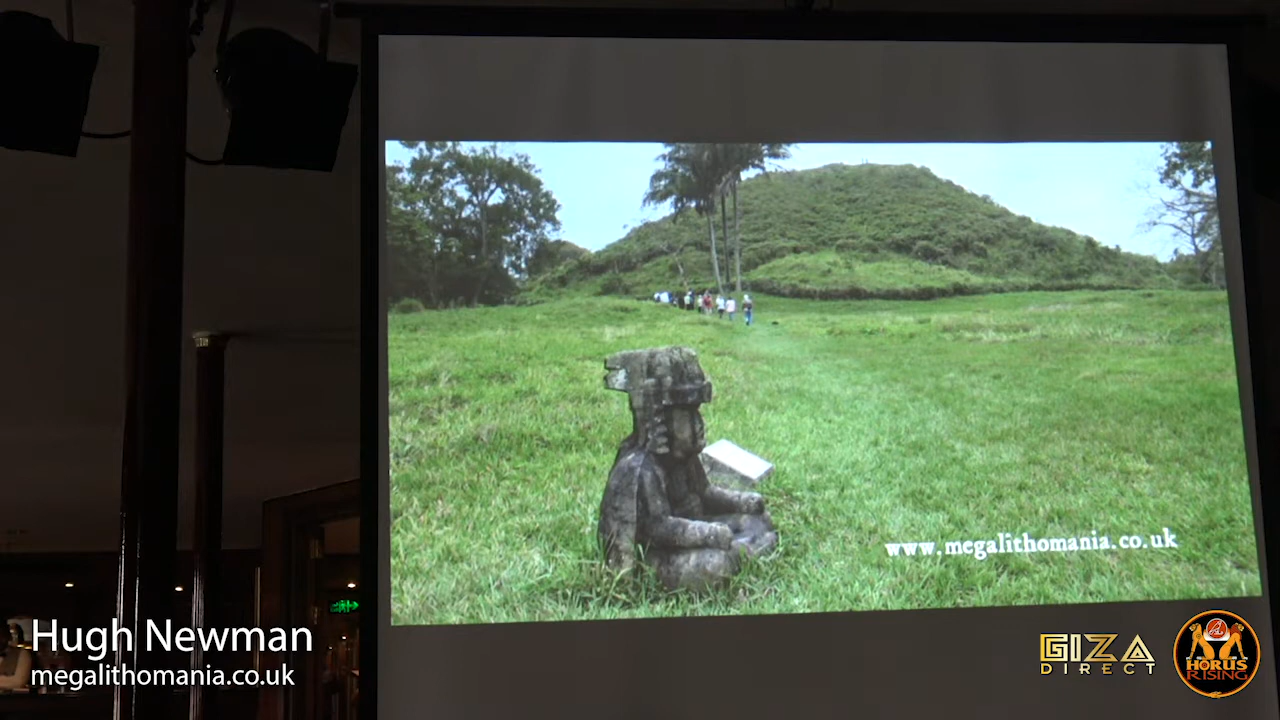 www.megalithomania.co.uk
Hugh Newman
megalithomania.co.uk
GIZA
DIRECT
HORUS
RISING